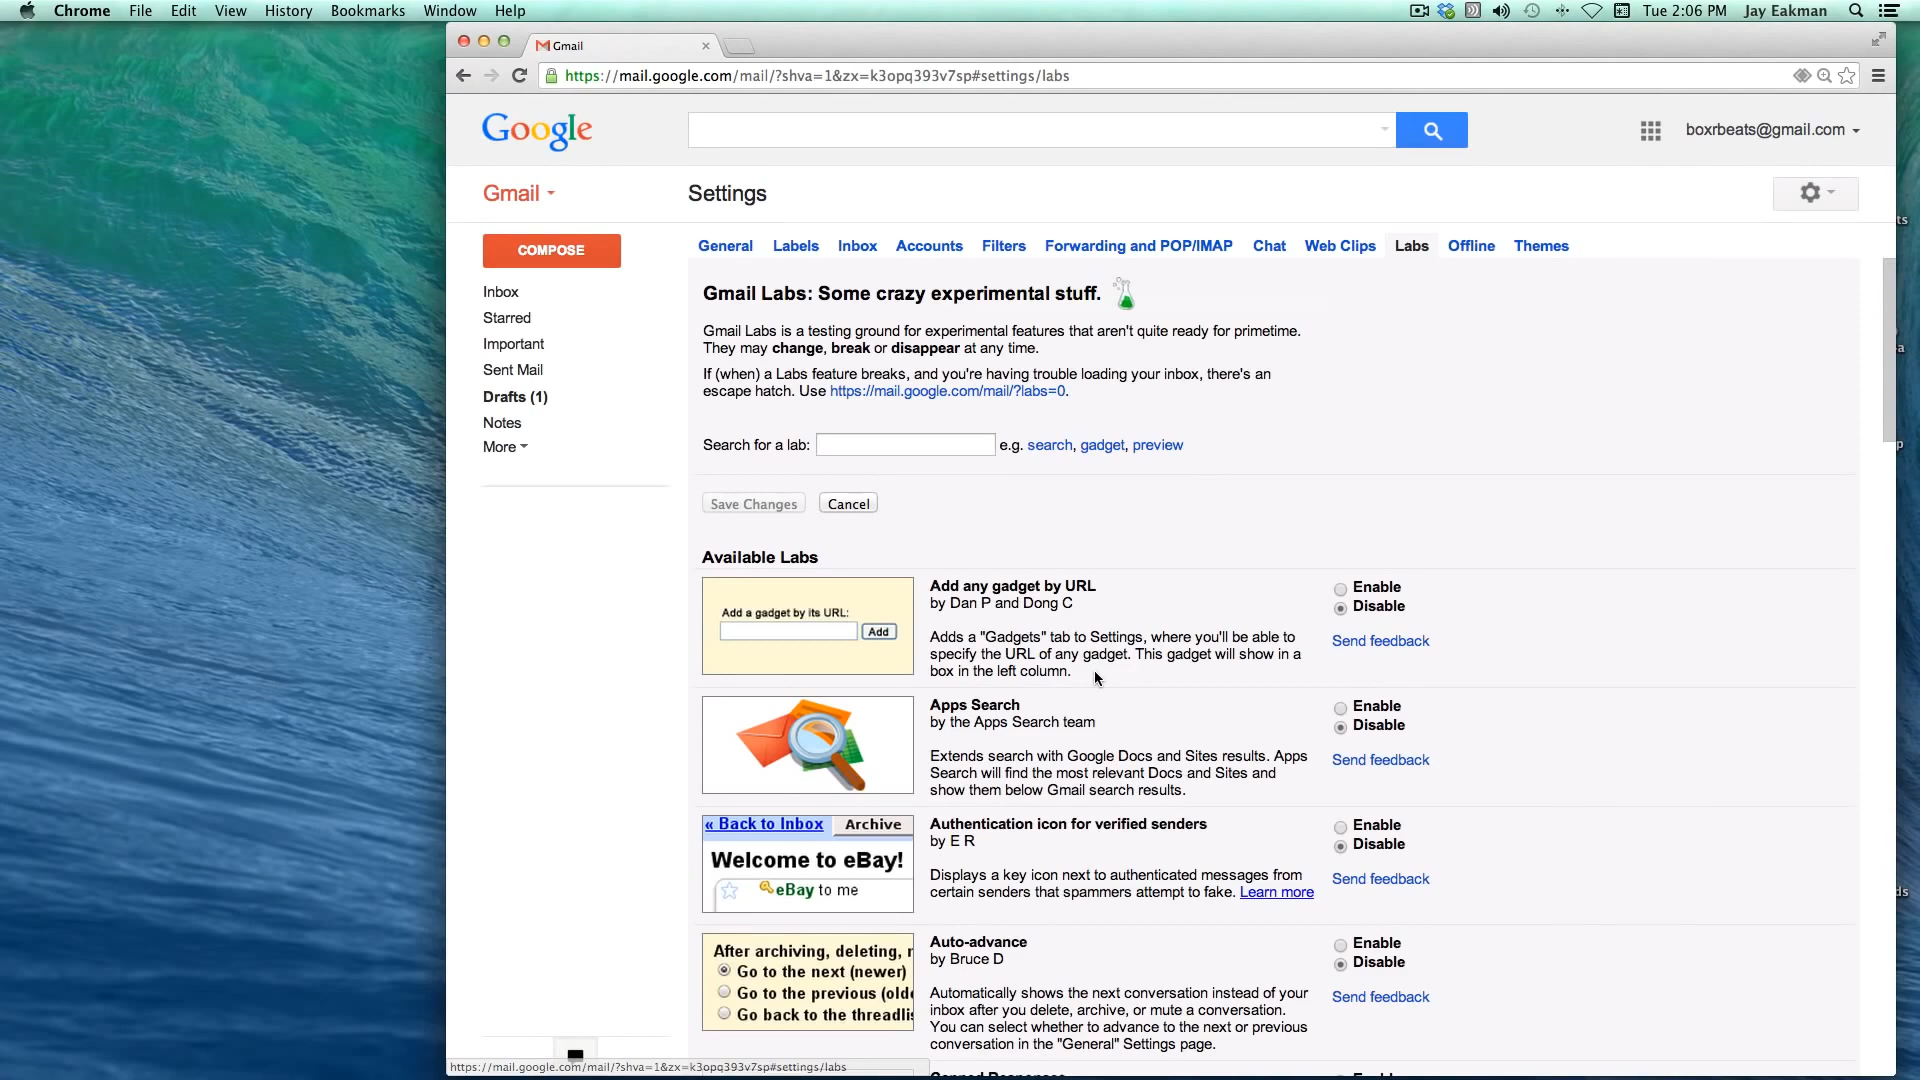 Chrome File Edit View History Bookmarks Window Help
Tue 2:06 PM Jay Eakman
Gmail
https://mail.google.com/mail/?shva=1&zx=k3opq393v7sp#settings/labs
Google
boxrbeats@gmail.com
Gmail
Settings
COMPOSE
Inbox
Starred
Important
Sent Mail
Drafts (1)
Notes
More
General Labels Inbox Accounts Filters Forwarding and POP/IMAP Chat Web Clips Labs Offline Themes
Gmail Labs: Some crazy experimental stuff.
Gmail Labs is a testing ground for experimental features that aren't quite ready for primetime.
They may change, break or disappear at any time.
If (when) a Labs feature breaks, and you're having trouble loading your inbox, there's an
escape hatch. Use https://mail.google.com/mail/?labs=0.
Search for a lab: e.g. search, gadget, preview
Save Changes Cancel
Available Labs
Add a gadget by its URL:
Add
Add any gadget by URL
by Dan P and Dong C
Adds a "Gadgets" tab to Settings, where you'll be able to
specify the URL of any gadget. This gadget will show in a
box in the left column.
Enable
Disable
Send feedback
Apps Search
by the Apps Search team
Extends search with Google Docs and Sites results. Apps
Search will find the most relevant Docs and Sites and
show them below Gmail search results.
Enable
Disable
Send feedback
« Back to Inbox Archive
Welcome to eBay!
eBay to me
Authentication icon for verified senders
by E R
Displays a key icon next to authenticated messages from
certain senders that spammers attempt to fake. Learn more
Enable
Disable
Send feedback
After archiving, deleting,
Go to the next (newer)
Go to the previous
Go back to the
Auto-advance
by Bruce D
Automatically shows the next conversation instead of your
inbox after you delete, archive, or mute a conversation.
You can select whether to advance to the next or previous
conversation in the "General" Settings page.
Enable
Disable
Send feedback
https://mail.google.com/mail/?shva=1&zx=k3opq393v7sp#settings/labs